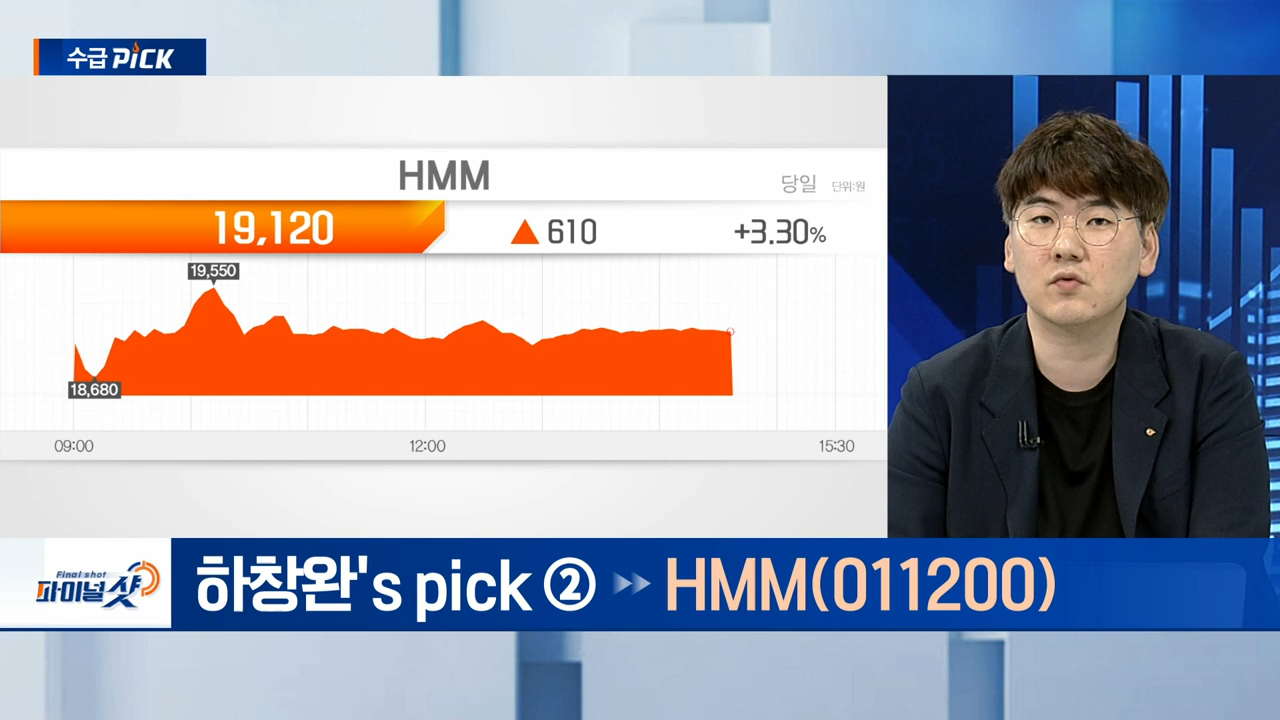 수급 PiCK
HMM
당일 단위:원
19,120 ▲ 610 +3.30%
19,550
18,680
09:00 12:00 15:30
Final shot
파이널샷
하창완's pick ② HMM(011200)